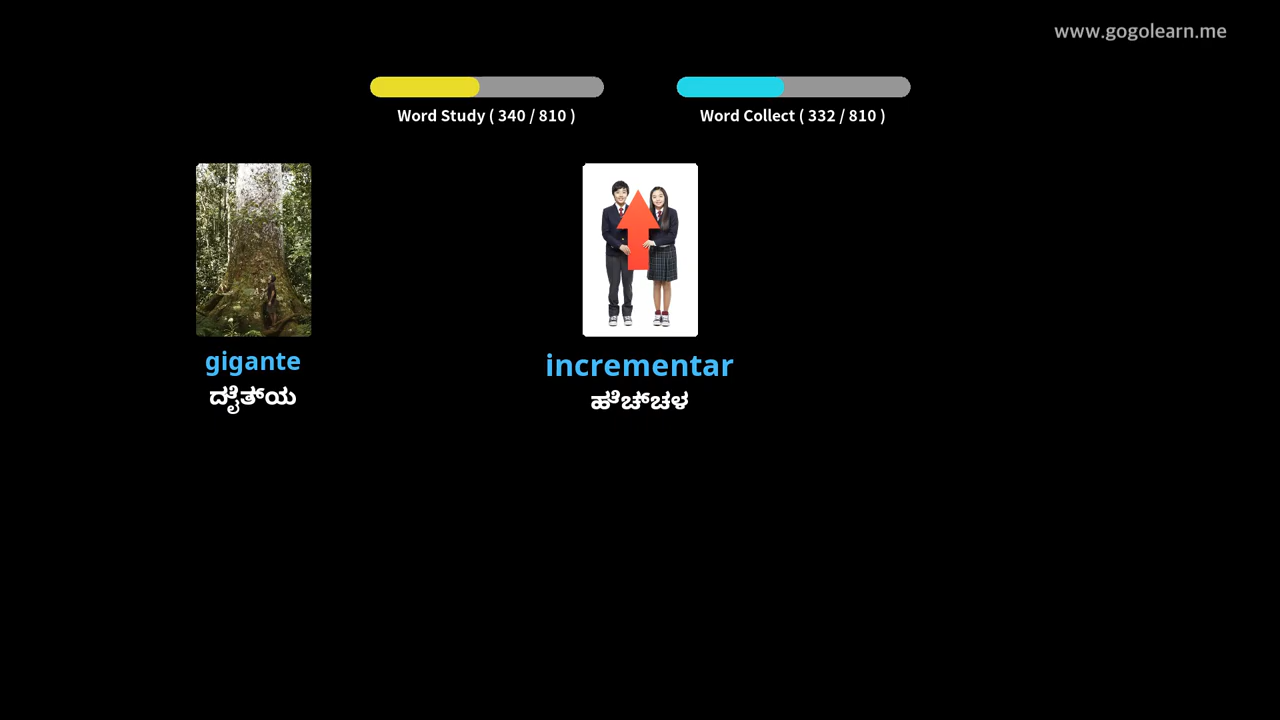 www.gogolearn.me
Word Study ( 340 / 810 )
Word Collect ( 332 / 810 )
gigante
ದೈತ್ಯ
incrementar
ಹೆಚ್ಚಳ